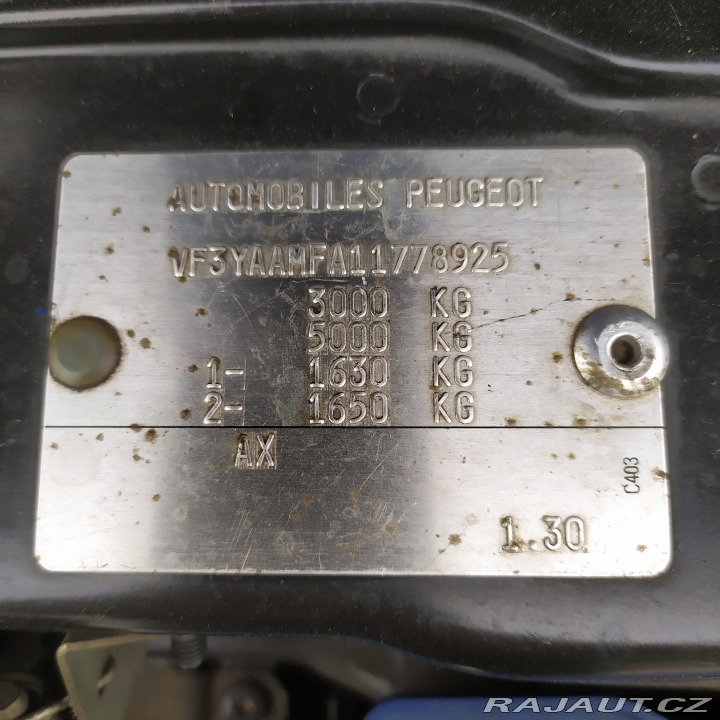 AUTOMOBILES PEUGEOT
VF3YAAMFA11778925
3000 KG
5000 KG
1- 1630 KG
2- 1650 KG
AX
C403
1.30
RAJAUT.CZ